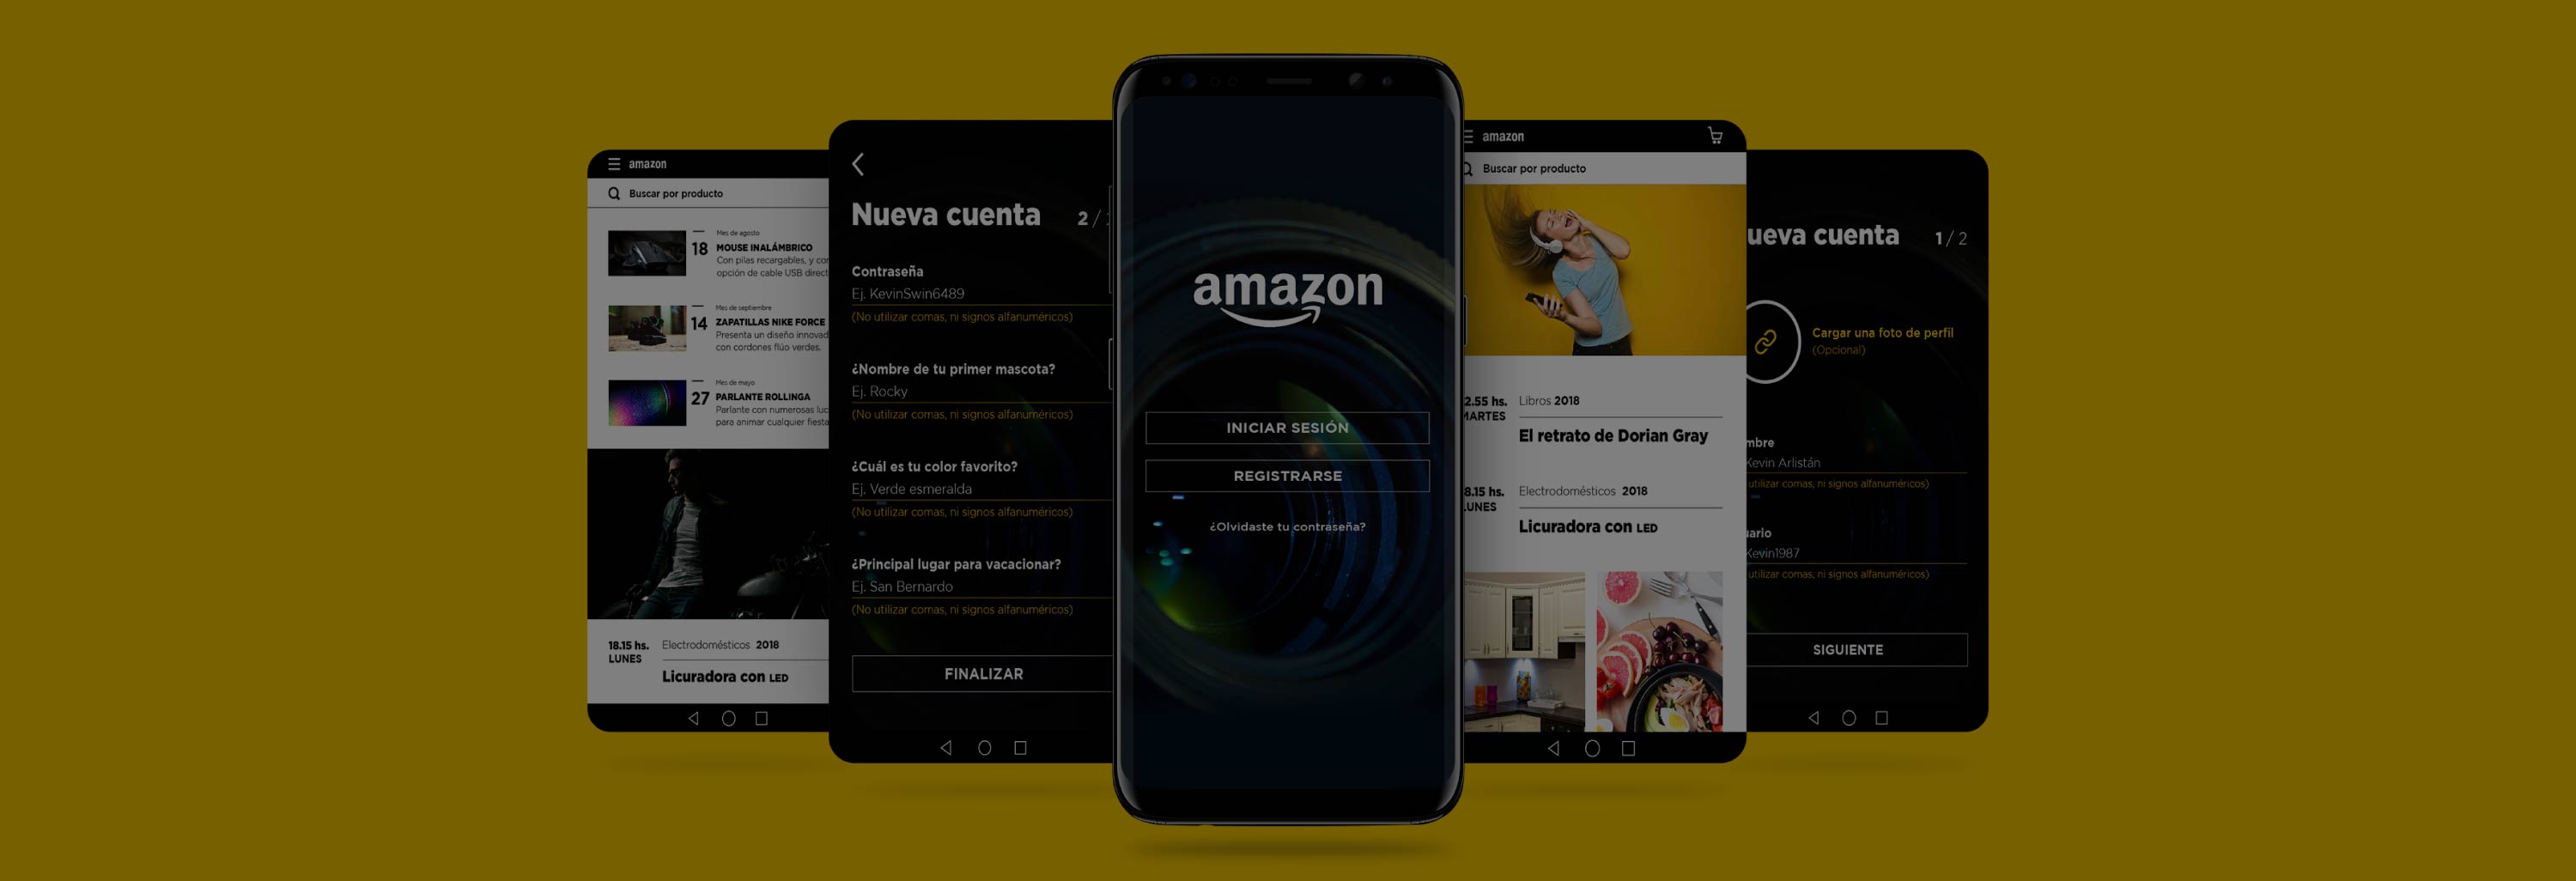 amazon
Buscar por producto
Mes de agosto
18 MOUSE INALÁMBRICO
Con pilas recargables, y con
opción de cable USB direct
Mes de septiembre
14 ZAPATILLAS NIKE FORCE
Presenta un diseño innovad
con cordones flúo verdes.
Mes de mayo
27 PARLANTE ROLLINGA
Parlante con numerosas luc
para animar cualquier fiesta
18.15 hs. Electrodomésticos 2018
LUNES
Licuradora con LED
Nueva cuenta 2 /
Contraseña
Ej. KevinSwin6489
(No utilizar comas, ni signos alfanuméricos)
¿Nombre de tu primer mascota?
Ej. Rocky
(No utilizar comas, ni signos alfanuméricos)
¿Cuál es tu color favorito?
Ej. Verde esmeralda
(No utilizar comas, ni signos alfanuméricos)
¿Principal lugar para vacacionar?
Ej. San Bernardo
(No utilizar comas, ni signos alfanuméricos)
FINALIZAR
amazon
INICIAR SESIÓN
REGISTRARSE
¿Olvidaste tu contraseña?
amazon
Buscar por producto
2.55 hs. Libros 2018
MARTES
El retrato de Dorian Gray
8.15 hs. Electrodomésticos 2018
LUNES
Licuradora con LED
ueva cuenta 1 / 2
Cargar una foto de perfil
(Opcional)
mbre
Kevin Arlistán
utilizar comas, ni signos alfanuméricos)
uario
Kevin1987
utilizar comas, ni signos alfanuméricos)
SIGUIENTE